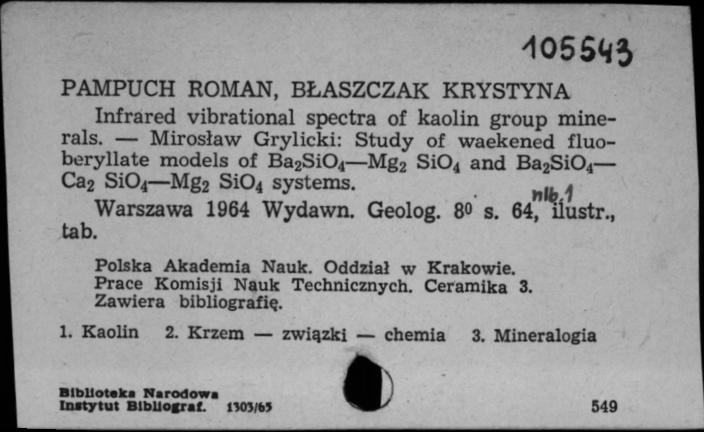 105543
PAMPUCH ROMAN, BŁASZCZAK KRYSTYNA
Infrared vibrational spectra of kaolin group mine-
rals. — Mirosław Grylicki: Study of waekened fluo-
beryllate models of Ba₂SiO₄—Mg₂ SiO₄ and Ba₂SiO₄—
Ca₂ SiO₄—Mg₂ SiO₄ systems.
nlb. 1
Warszawa 1964 Wydawn. Geolog. 8⁰ s. 64, ilustr.,
tab.
Polska Akademia Nauk. Oddział w Krakowie.
Prace Komisji Nauk Technicznych. Ceramika 3.
Zawiera bibliografię.
1. Kaolin 2. Krzem — związki — chemia 3. Mineralogia
Biblioteka Narodowa
Instytut Bibliograf. 1303/65
549